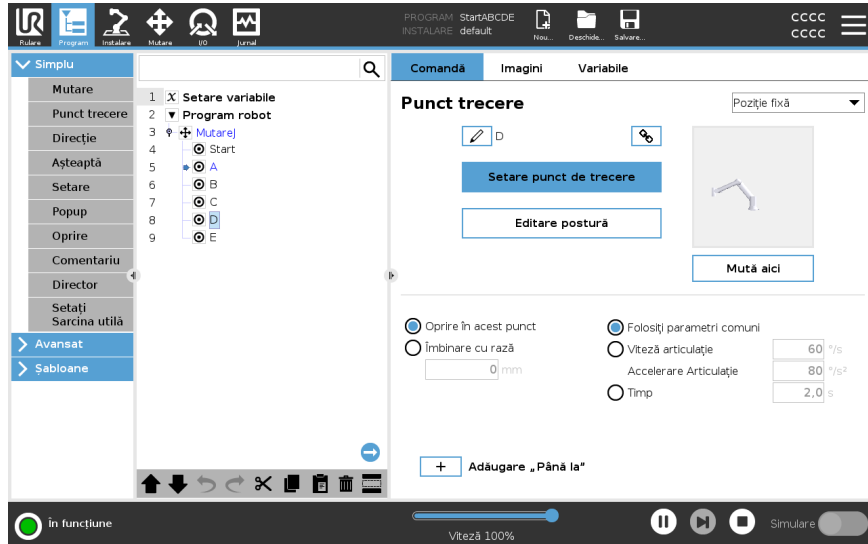 UR
Rulare
Program
Instalare
Mutare
I/O
Jurnal
PROGRAM StartABCDE
INSTALARE default
Nou...
Deschide...
Salvare...
CCCC
CCCC
Simplu
Mutare
Punct trecere
Direcție
Așteaptă
Setare
Popup
Oprire
Comentariu
Director
Setați
Sarcina utilă
Avansat
Șabloane
1 X Setare variabile
2 Program robot
3 MutareJ
4 Start
5 A
6 B
7 C
8 D
9 E
Comandă Imagini Variabile
Punct trecere
Poziție fixă
D
Setare punct de trecere
Editare postură
Mută aici
Oprire în acest punct
Îmbinare cu rază
0 mm
Folosiți parametri comuni
Viteză articulație 60 °/s
Accelerare Articulație 80 °/s²
Timp 2,0 s
+ Adăugare „Până la”
În funcțiune
Viteză 100%
Simulare